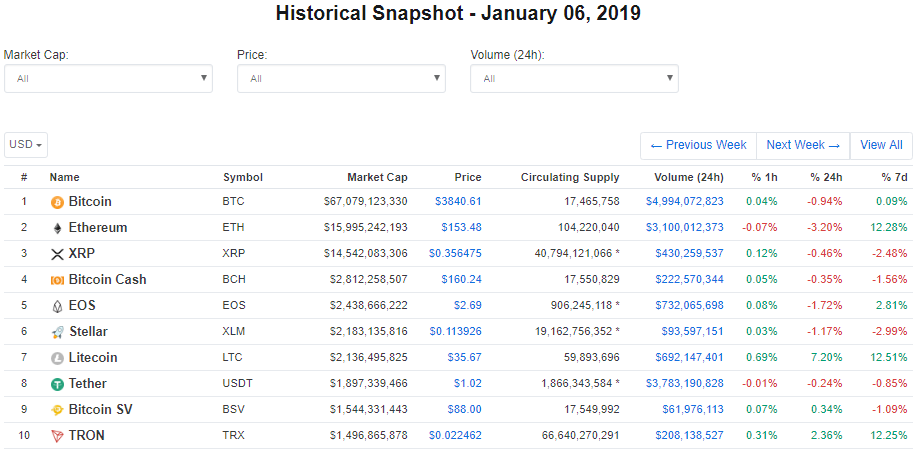 Historical Snapshot - January 06, 2019
Market Cap: Price: Volume (24h):
All All All
USD ← Previous Week Next Week → View All
# Name Symbol Market Cap Price Circulating Supply Volume (24h) % 1h % 24h % 7d
1 Bitcoin BTC $67,079,123,330 $3840.61 17,465,758 $4,994,072,823 0.04% -0.94% 0.09%
2 Ethereum ETH $15,995,242,193 $153.48 104,220,040 $3,100,012,373 -0.07% -3.20% 12.28%
3 XRP XRP $14,542,083,306 $0.356475 40,794,121,066 * $430,259,537 0.12% -0.46% -2.48%
4 Bitcoin Cash BCH $2,812,258,507 $160.24 17,550,829 $222,570,344 0.05% -0.35% -1.56%
5 EOS EOS $2,438,666,222 $2.69 906,245,118 * $732,065,698 0.08% -1.72% 2.81%
6 Stellar XLM $2,183,135,816 $0.113926 19,162,756,352 * $93,597,151 0.03% -1.17% -2.99%
7 Litecoin LTC $2,136,495,825 $35.67 59,893,696 $692,147,401 0.69% 7.20% 12.51%
8 Tether USDT $1,897,339,466 $1.02 1,866,343,584 * $3,783,190,828 -0.01% -0.24% -0.85%
9 Bitcoin SV BSV $1,544,331,443 $88.00 17,549,992 $61,976,113 0.07% 0.34% -1.09%
10 TRON TRX $1,496,865,878 $0.022462 66,640,270,291 $208,138,527 0.31% 2.36% 12.25%